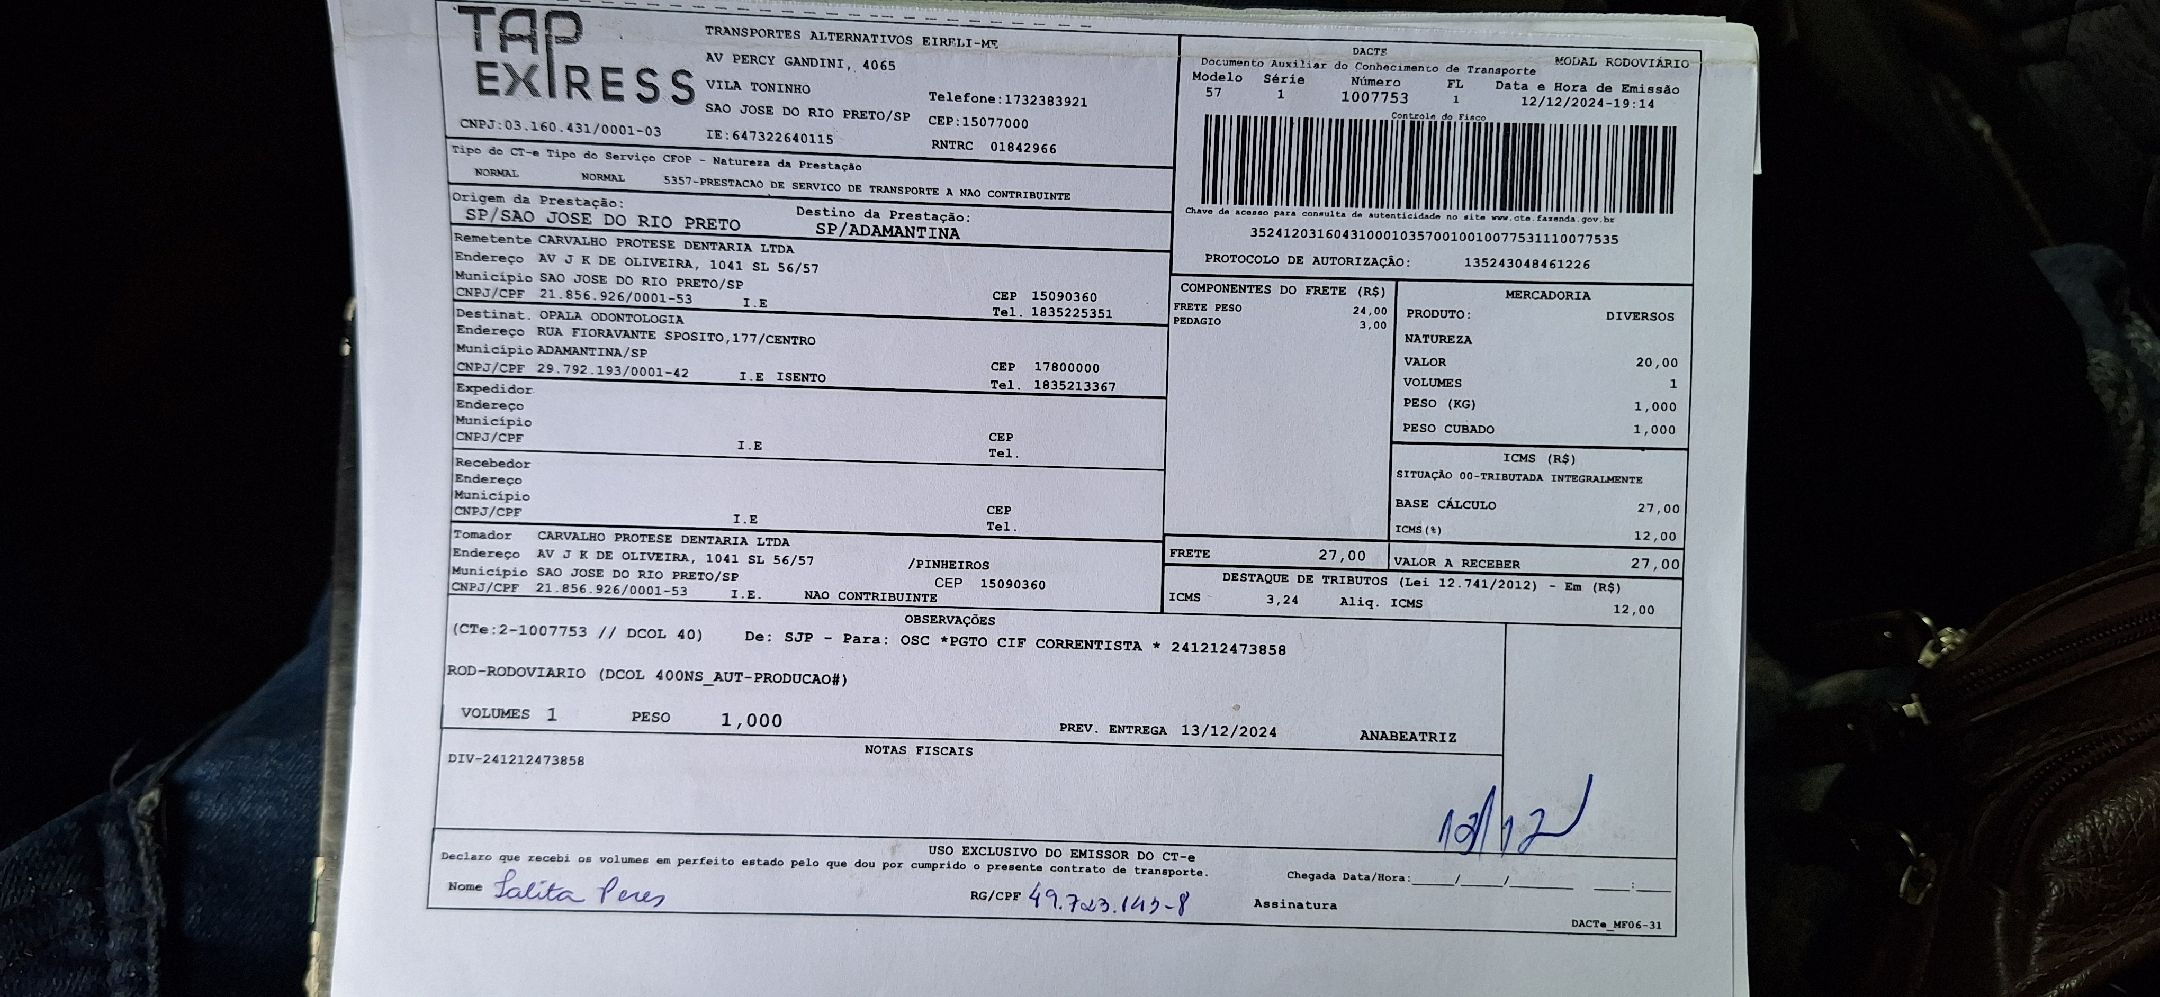 TAP EXPRESS
TRANSPORTES ALTERNATIVOS EIRELI-ME
AV PERCY GANDINI, 4065
VILA TONINHO
Telefone:1732383921
SAO JOSE DO RIO PRETO/SP CEP:15077000
CNPJ:03.160.431/0001-03 IE:647322640115 RNTRC 01842966
DACTE
Documento Auxiliar do Conhecimento de Transporte MODAL RODOVIÁRIO
Modelo Série Número FL Data e Hora de Emissão
57 1 1007753 1 12/12/2024-19:14
Controle do Fisco
Chave de acesso para consulta de autenticidade no site www.cte.fazenda.gov.br
35241203160431000103570010010077531110077535
PROTOCOLO DE AUTORIZAÇÃO: 135243048461226
Tipo do CT-e Tipo do Serviço CFOP - Natureza da Prestação
NORMAL NORMAL 5357-PRESTACAO DE SERVICO DE TRANSPORTE A NAO CONTRIBUINTE
Origem da Prestação: Destino da Prestação:
SP/SAO JOSE DO RIO PRETO SP/ADAMANTINA
Remetente CARVALHO PROTESE DENTARIA LTDA
Endereço AV J K DE OLIVEIRA, 1041 SL 56/57
Município SAO JOSE DO RIO PRETO/SP CEP 15090360
CNPJ/CPF 21.856.926/0001-53 I.E Tel. 1835225351
Destinat. OPALA ODONTOLOGIA
Endereço RUA FIORAVANTE SPOSITO,177/CENTRO
Município ADAMANTINA/SP CEP 17800000
CNPJ/CPF 29.792.193/0001-42 I.E ISENTO Tel. 1835213367
Expedidor
Endereço
Município CEP
CNPJ/CPF I.E Tel.
Recebedor
Endereço
Município CEP
CNPJ/CPF I.E Tel.
Tomador CARVALHO PROTESE DENTARIA LTDA
Endereço AV J K DE OLIVEIRA, 1041 SL 56/57 /PINHEIROS
Município SAO JOSE DO RIO PRETO/SP CEP 15090360
CNPJ/CPF 21.856.926/0001-53 I.E. NAO CONTRIBUINTE
COMPONENTES DO FRETE (R$)
FRETE PESO 24,00
PEDAGIO 3,00
MERCADORIA
PRODUTO: DIVERSOS
NATUREZA
VALOR 20,00
VOLUMES 1
PESO (KG) 1,000
PESO CUBADO 1,000
ICMS (R$)
SITUAÇÃO 00-TRIBUTADA INTEGRALMENTE
BASE CÁLCULO 27,00
ICMS(%) 12,00
FRETE 27,00 VALOR A RECEBER 27,00
DESTAQUE DE TRIBUTOS (Lei 12.741/2012) - Em (R$)
ICMS 3,24 Aliq. ICMS 12,00
OBSERVAÇÕES
(CTe:2-1007753 // DCOL 40) De: SJP - Para: OSC *PGTO CIF CORRENTISTA * 241212473858
ROD-RODOVIARIO (DCOL 400NS_AUT-PRODUCAO#)
VOLUMES 1 PESO 1,000 PREV. ENTREGA 13/12/2024 ANABEATRIZ
NOTAS FISCAIS
DIV-241212473858
USO EXCLUSIVO DO EMISSOR DO CT-e
Declaro que recebi os volumes em perfeito estado pelo que dou por cumprido o presente contrato de transporte. Chegada Data/Hora:____/____/_______ ____:____
Nome Talita Peres RG/CPF Assinatura
DACTe_MF06-31